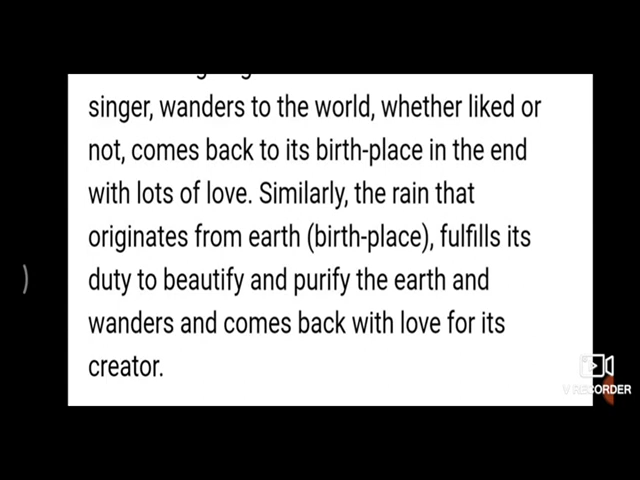 singer, wanders to the world, whether liked or
not, comes back to its birth-place in the end
with lots of love. Similarly, the rain that
originates from earth (birth-place), fulfills its
duty to beautify and purify the earth and
wanders and comes back with love for its
creator.
V RECORDER